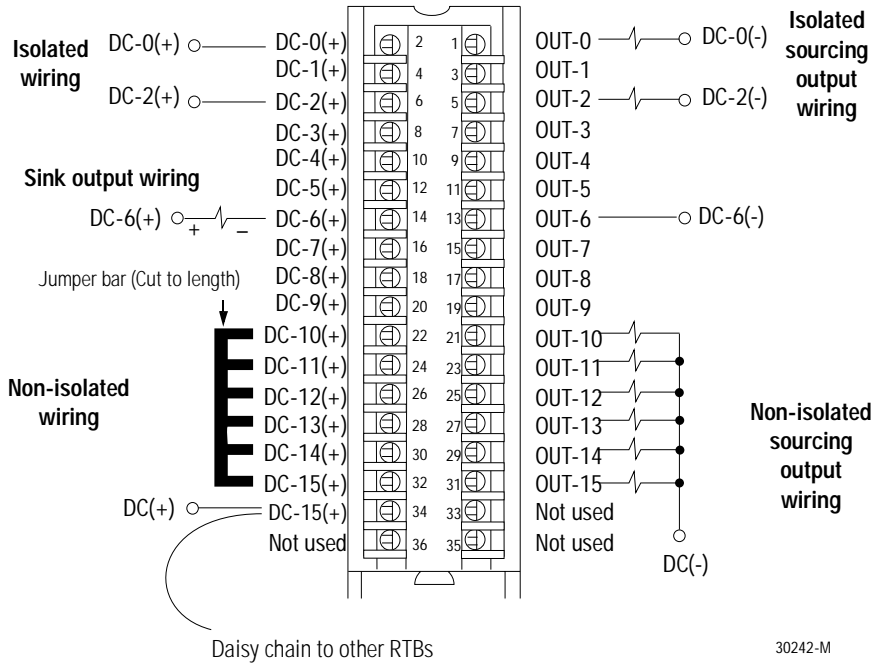 Isolated wiring
DC-0(+) DC-0(+) 2 1 OUT-0 DC-0(-)
Isolated sourcing output wiring
DC-1(+) 4 3 OUT-1
DC-2(+) DC-2(+) 6 5 OUT-2 DC-2(-)
DC-3(+) 8 7 OUT-3
DC-4(+) 10 9 OUT-4
Sink output wiring
DC-5(+) 12 11 OUT-5
DC-6(+) + – DC-6(+) 14 13 OUT-6 DC-6(-)
DC-7(+) 16 15 OUT-7
Jumper bar (Cut to length)
DC-8(+) 18 17 OUT-8
DC-9(+) 20 19 OUT-9
DC-10(+) 22 21 OUT-10
DC-11(+) 24 23 OUT-11
Non-isolated wiring
DC-12(+) 26 25 OUT-12
DC-13(+) 28 27 OUT-13
Non-isolated sourcing output wiring
DC-14(+) 30 29 OUT-14
DC-15(+) 32 31 OUT-15
DC(+) DC-15(+) 34 33 Not used
Not used 36 35 Not used
DC(-)
Daisy chain to other RTBs
30242-M